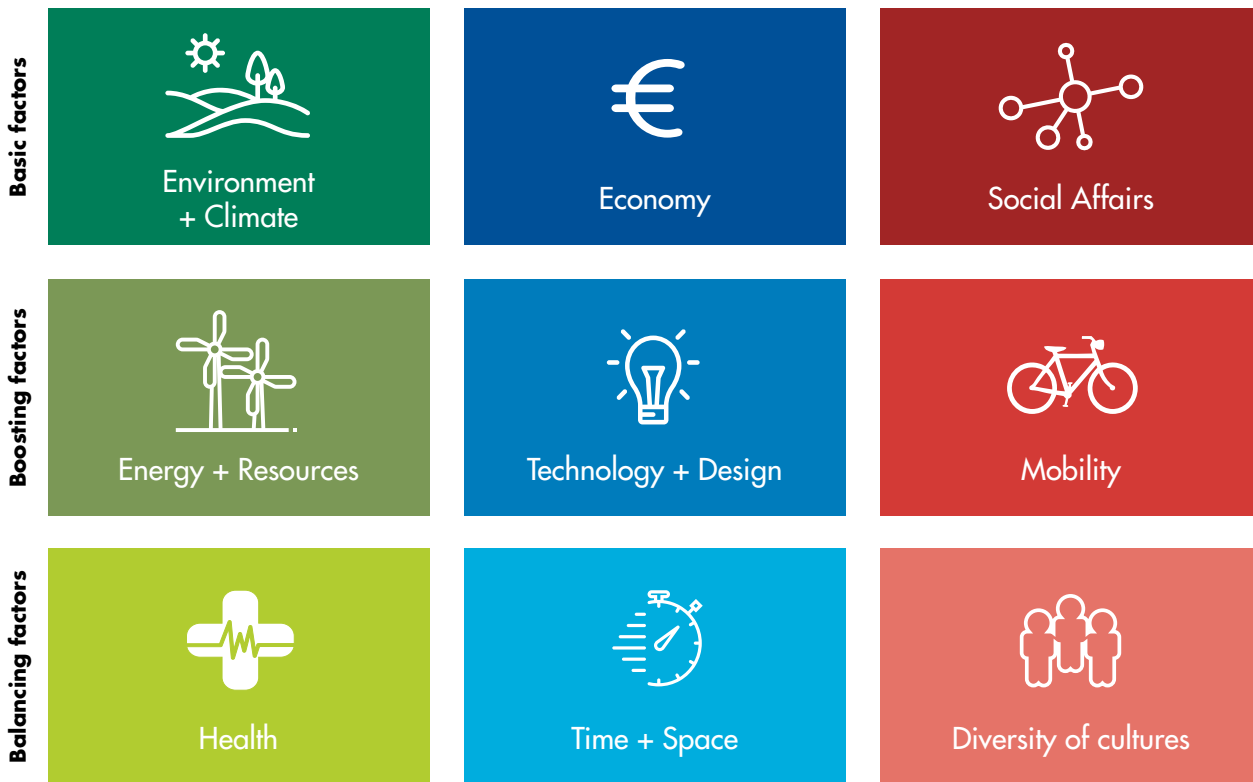 Basic factors
Environment
+ Climate
Economy
Social Affairs
Boosting factors
Energy + Resources
Technology + Design
Mobility
Balancing factors
Health
Time + Space
Diversity of cultures